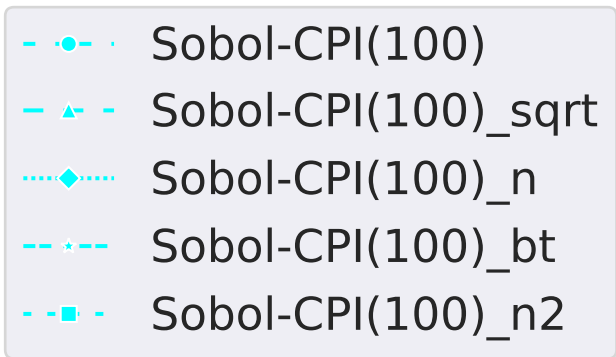 Sobol-CPI(100)
Sobol-CPI(100)_sqrt
Sobol-CPI(100)_n
Sobol-CPI(100)_bt
Sobol-CPI(100)_n2